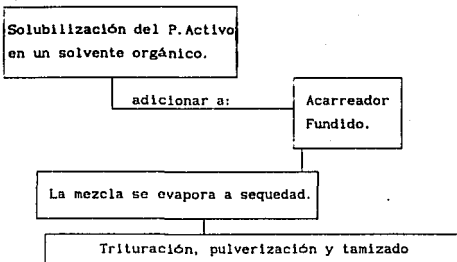 Solubilización del P.Activo
en un solvente orgánico.
adicionar a:
Acarreador
Fundido.
La mezcla se evapora a sequedad.
Trituración, pulverización y tamizado